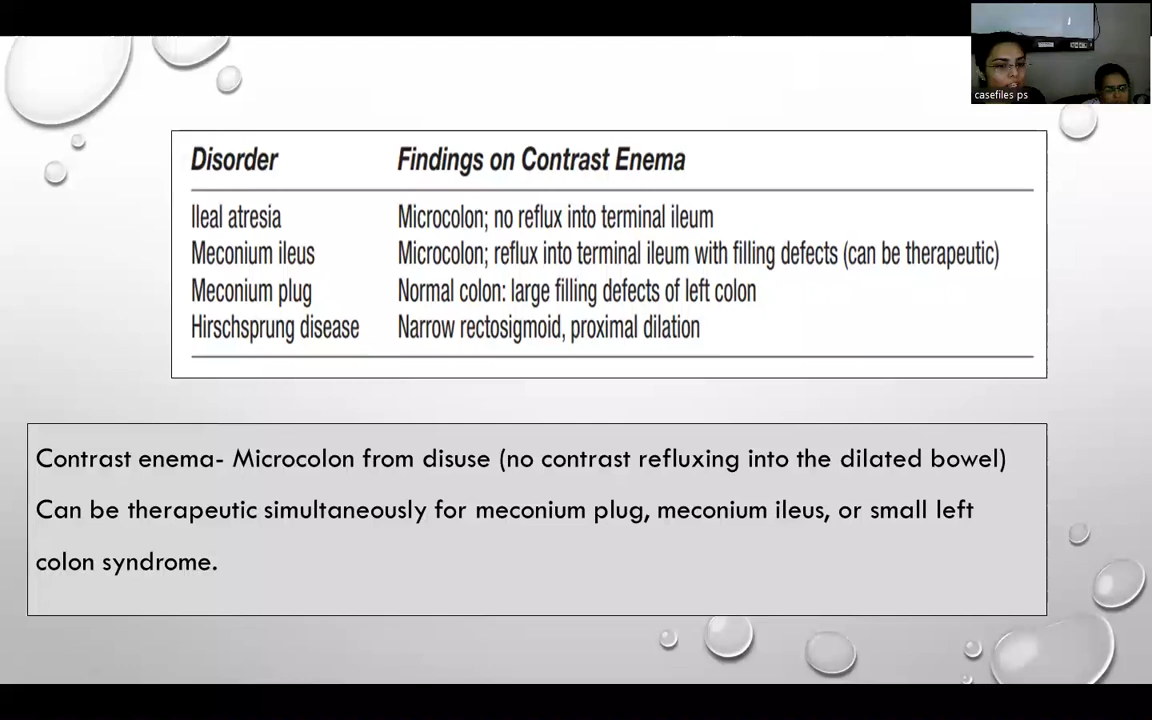 casefiles ps
Disorder Findings on Contrast Enema
Ileal atresia Microcolon; no reflux into terminal ileum
Meconium ileus Microcolon; reflux into terminal ileum with filling defects (can be therapeutic)
Meconium plug Normal colon: large filling defects of left colon
Hirschsprung disease Narrow rectosigmoid, proximal dilation
Contrast enema- Microcolon from disuse (no contrast refluxing into the dilated bowel)
Can be therapeutic simultaneously for meconium plug, meconium ileus, or small left
colon syndrome.